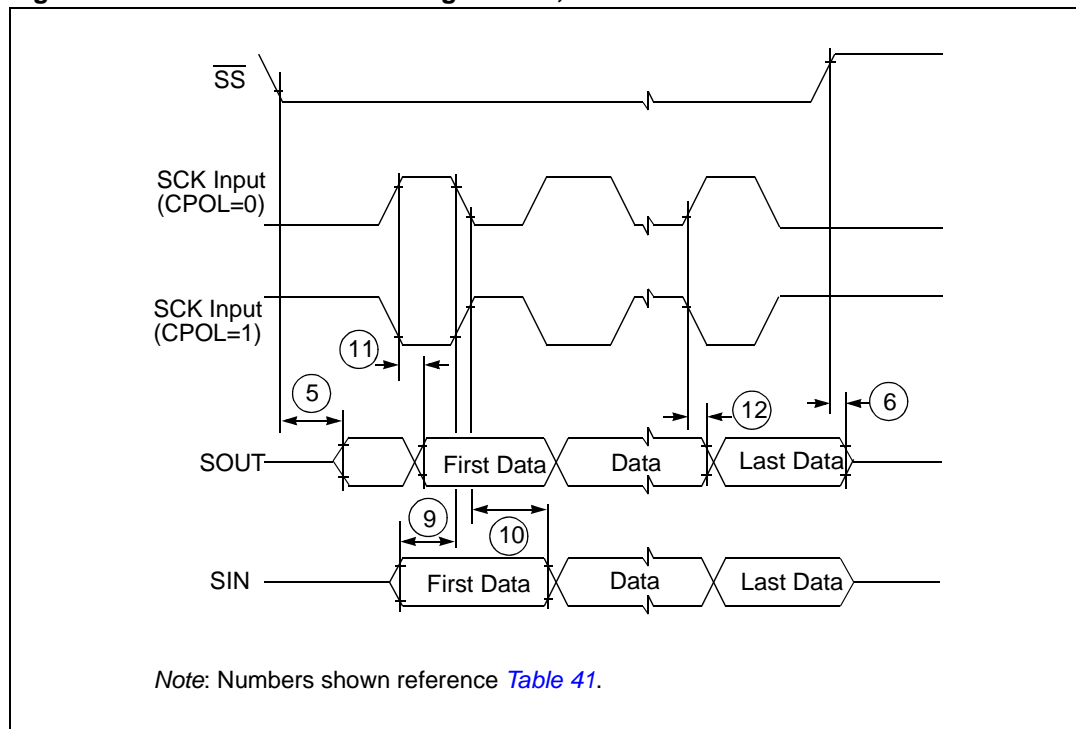 SS
SCK Input
(CPOL=0)
SCK Input
(CPOL=1)
11
5
12
6
SOUT
First Data
Data
Last Data
9
10
SIN
First Data
Data
Last Data
Note: Numbers shown reference Table 41.